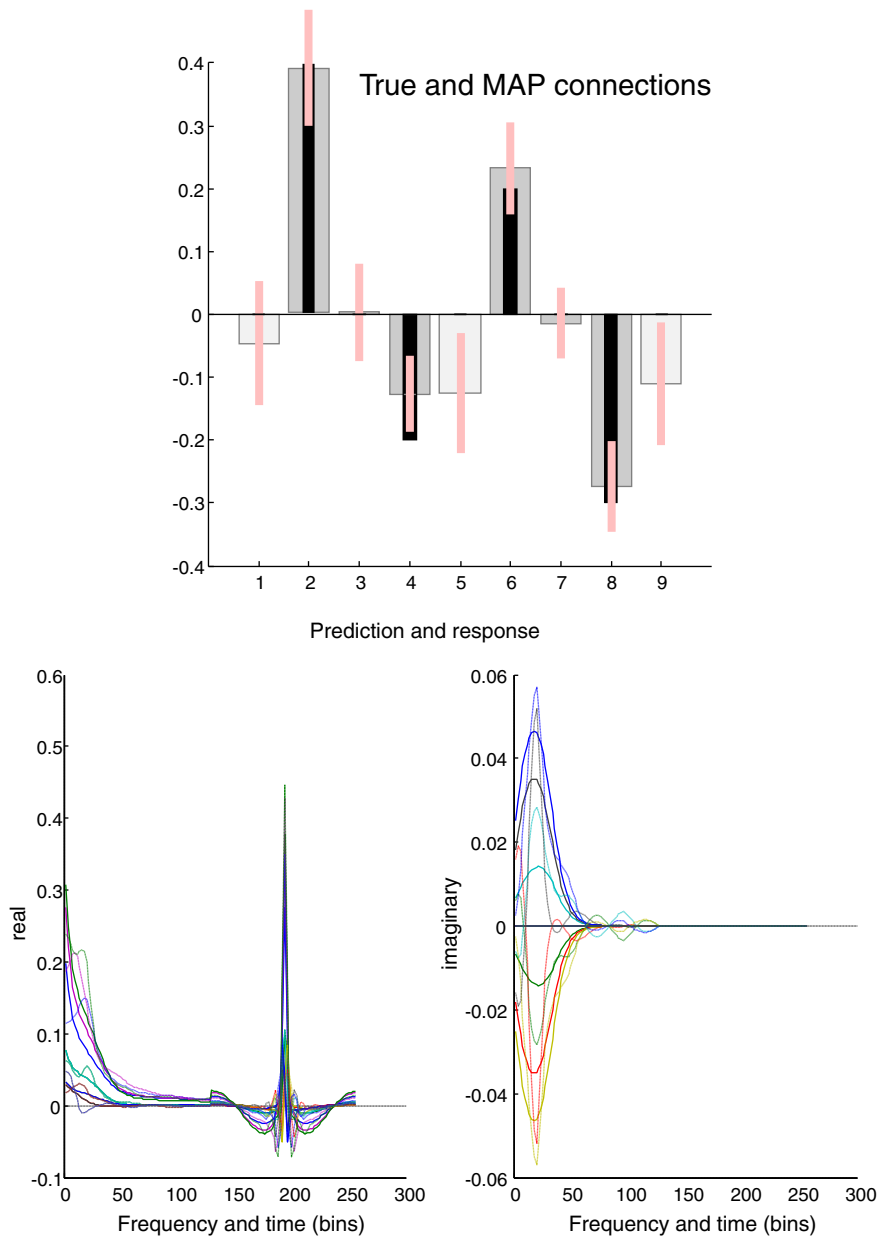 True and MAP connections
0.4
0.3
0.2
0.1
0
-0.1
-0.2
-0.3
-0.4
1 2 3 4 5 6 7 8 9
Prediction and response
0.6
0.5
0.4
0.3
0.2
0.1
0
-0.1
real
0 50 100 150 200 250 300
Frequency and time (bins)
0.06
0.04
0.02
0
-0.02
-0.04
-0.06
imaginary
0 50 100 150 200 250 300
Frequency and time (bins)